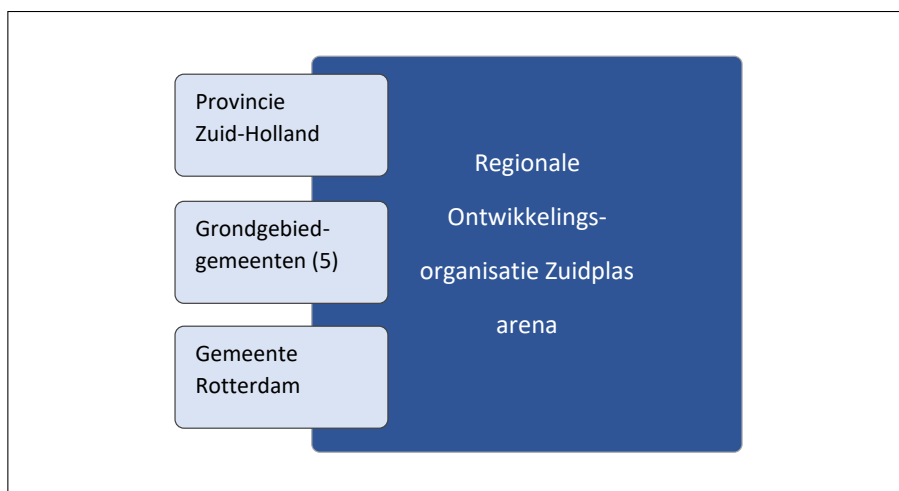 Provincie
Zuid-Holland
Grondgebied-
gemeenten (5)
Gemeente
Rotterdam
Regionale
Ontwikkelings-
organisatie Zuidplas
arena